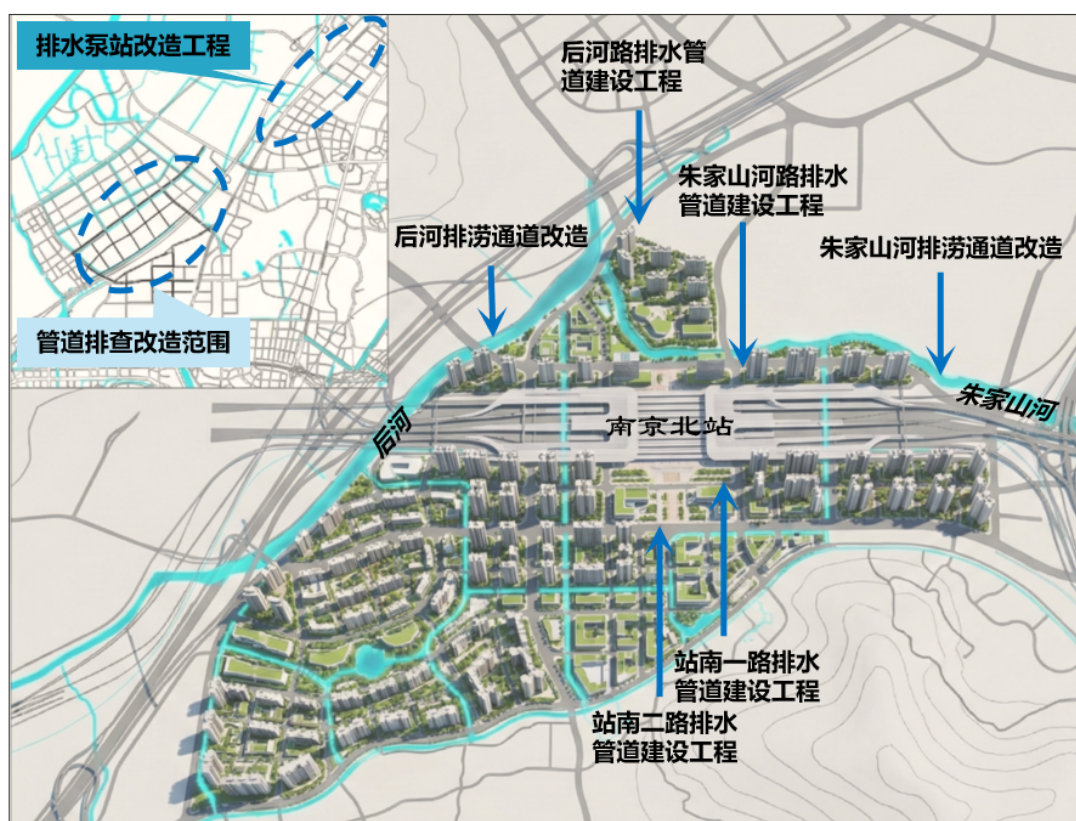 排水泵站改造工程
管道排查改造范围
后河路排水管
道建设工程
朱家山河路排水
管道建设工程
后河排涝通道改造
朱家山河排涝通道改造
后河
南京北站
朱家山河
站南一路排水
管道建设工程
站南二路排水
管道建设工程